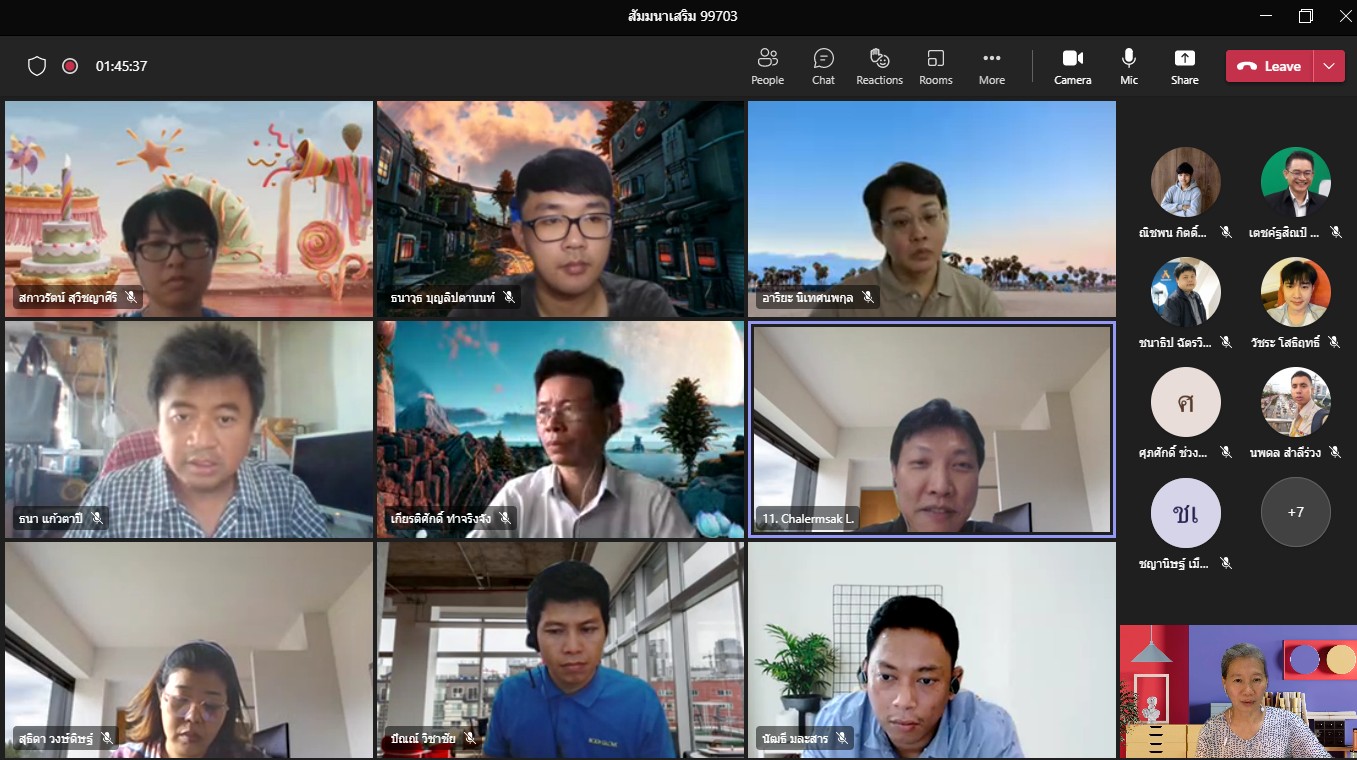 สัมมนาเสริม 99703
01:45:37
People
Chat
Reactions
Rooms
More
Camera
Mic
Share
Leave
สกาวรัตน์ สุวิชญาศิริ
ธนาวุธ บุญลิปตานนท์
อาริยะ นิเทศนพกุล
ณิชพน กิตติ์...
เตชศ์รัฐสิณปี ...
ชนาธิป ฉัตรวิ...
วัชระ โสธิฤทธิ์
ธนา แก้วตาปี
เกียรติศักดิ์ ทำจริงจัง
11. Chalermsak L.
ศ
ศุภศักดิ์ ช่วง...
นพดล สำลีร่วง
ชเ
+7
ชญานิษฐ์ เมื...
สุธิดา วงษ์ดิษฐ์
ปัณณ์ วิชาชัย
นัฒธี มละสาร